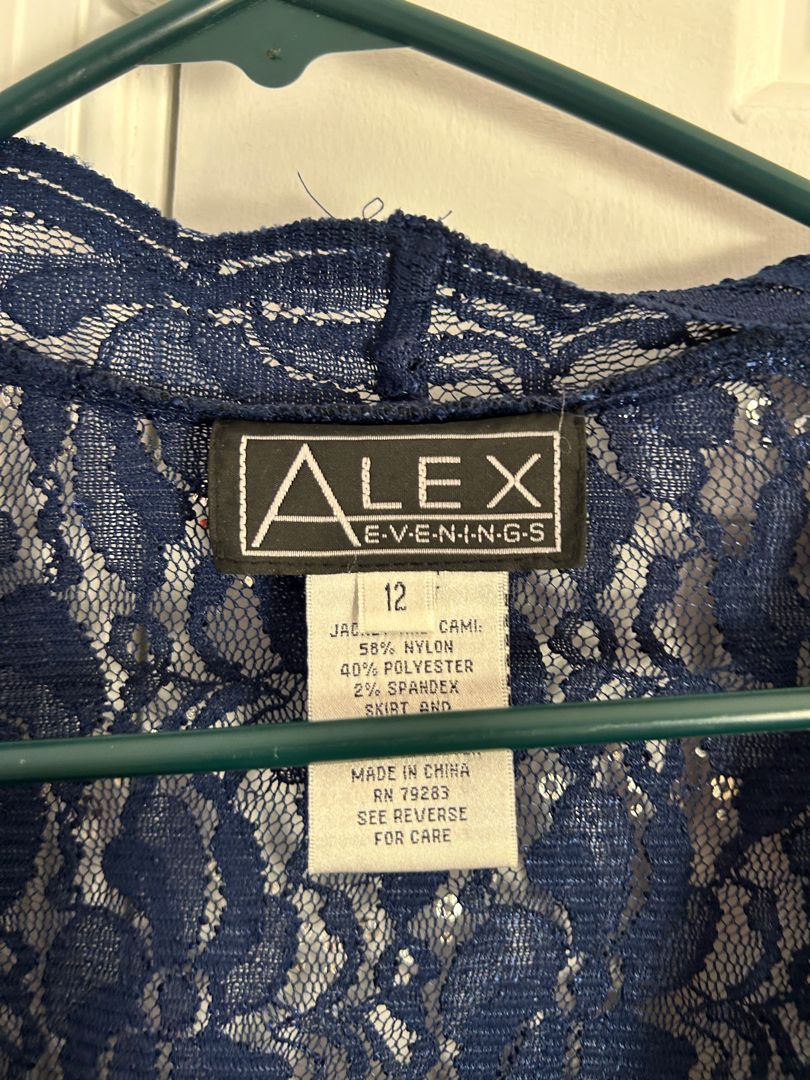 ALEX
E·V·E·N·I·N·G·S
12
CAMI:
58% NYLON
40% POLYESTER
2% SPANDEX
SKIRT AND
MADE IN CHINA
RN 79283
SEE REVERSE
FOR CARE